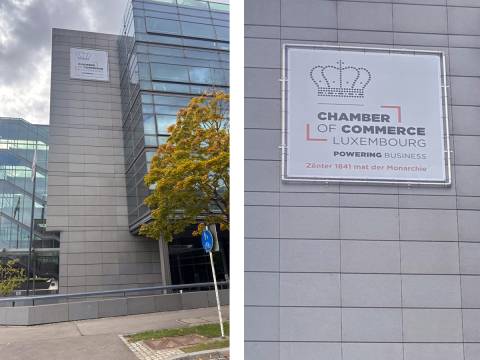 CHAMBER
OF COMMERCE
LUXEMBOURG
POWERING BUSINESS
Zënter 1841 mat der Monarchie